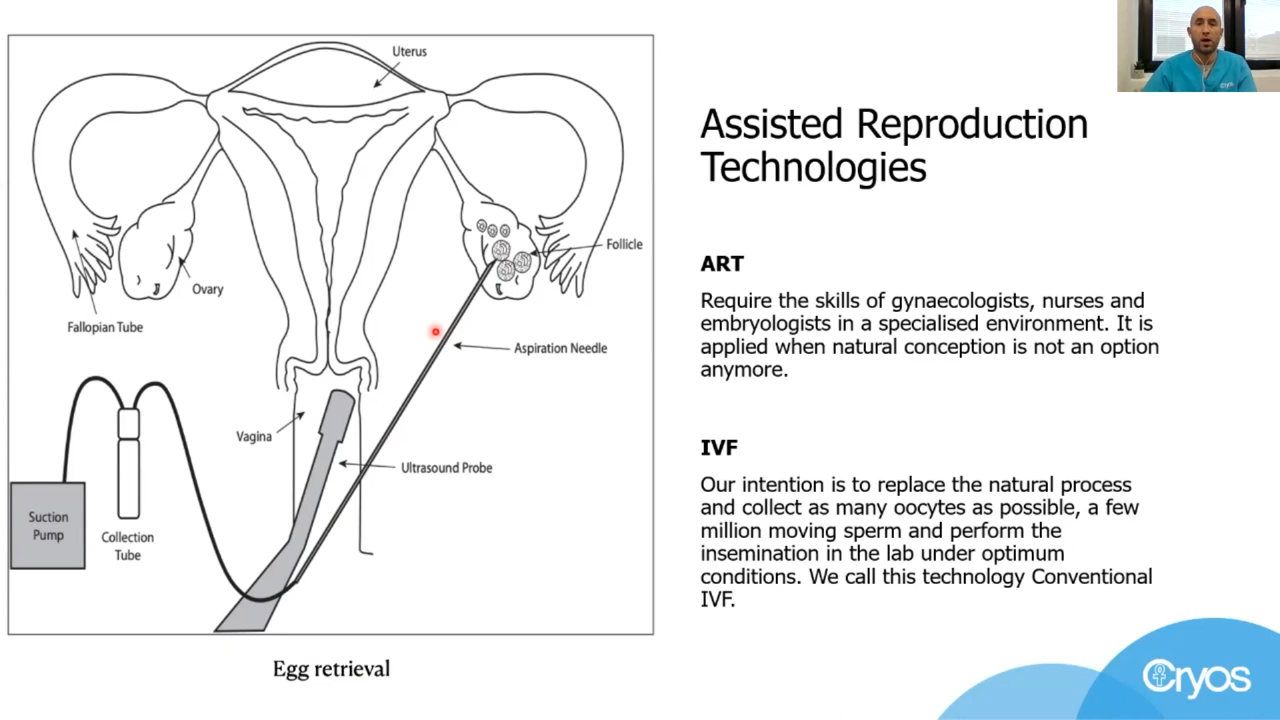 Uterus
Follicle
Ovary
Fallopian Tube
Aspiration Needle
Vagina
Ultrasound Probe
Suction
Pump
Collection
Tube
Egg retrieval
Assisted Reproduction
Technologies
ART
Require the skills of gynaecologists, nurses and
embryologists in a specialised environment. It is
applied when natural conception is not an option
anymore.
IVF
Our intention is to replace the natural process
and collect as many oocytes as possible, a few
million moving sperm and perform the
insemination in the lab under optimum
conditions. We call this technology Conventional
IVF.
Cryos
Cryos